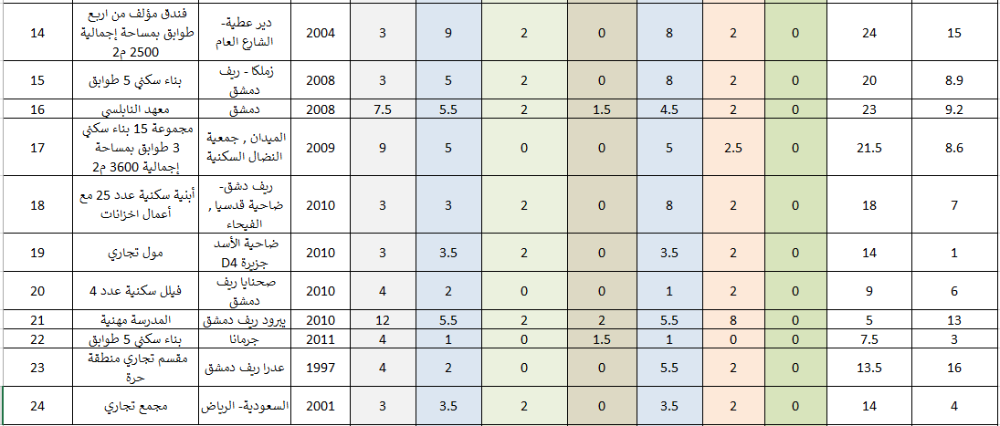 14
فندق مؤلف من اربع
طوابق بمساحة إجمالية
2500 م2
دير عطية-
الشارع العام
2004 3 9 2 0 8 2 0 24 15
15
بناء سكني 5 طوابق
زملكا - ريف
دمشق
2008 3 5 2 0 8 2 0 20 8.9
16
معهد النابلسي
دمشق
2008 7.5 5.5 2 1.5 4.5 2 0 23 9.2
17
مجموعة 15 بناء سكني
3 طوابق بمساحة
إجمالية 3600 م2
الميدان , جمعية
النضال السكنية
2009 9 5 0 0 5 2.5 0 21.5 8.6
18
أبنية سكنية عدد 25 مع
أعمال اخزانات
ريف دشق-
ضاحية قدسيا ,
الفيحاء
2010 3 3 2 0 8 2 0 18 7
19
مول تجاري
ضاحية الأسد
جزيرة D4
2010 3 3.5 2 0 3.5 2 0 14 1
20
فيلل سكنية عدد 4
صحنايا ريف
دمشق
2010 4 2 0 0 1 2 0 9 6
21
المدرسة مهنية
يبرود ريف دمشق
2010 12 5.5 2 2 5.5 8 0 5 13
22
بناء سكني 5 طوابق
جرمانا
2011 4 1 0 1.5 1 0 0 7.5 3
23
مقسم تجاري منطقة
حرة
عدرا ريف دمشق
1997 4 2 0 0 5.5 2 0 13.5 16
24
مجمع تجاري
السعودية- الرياض
2001 3 3.5 2 0 3.5 2 0 14 4